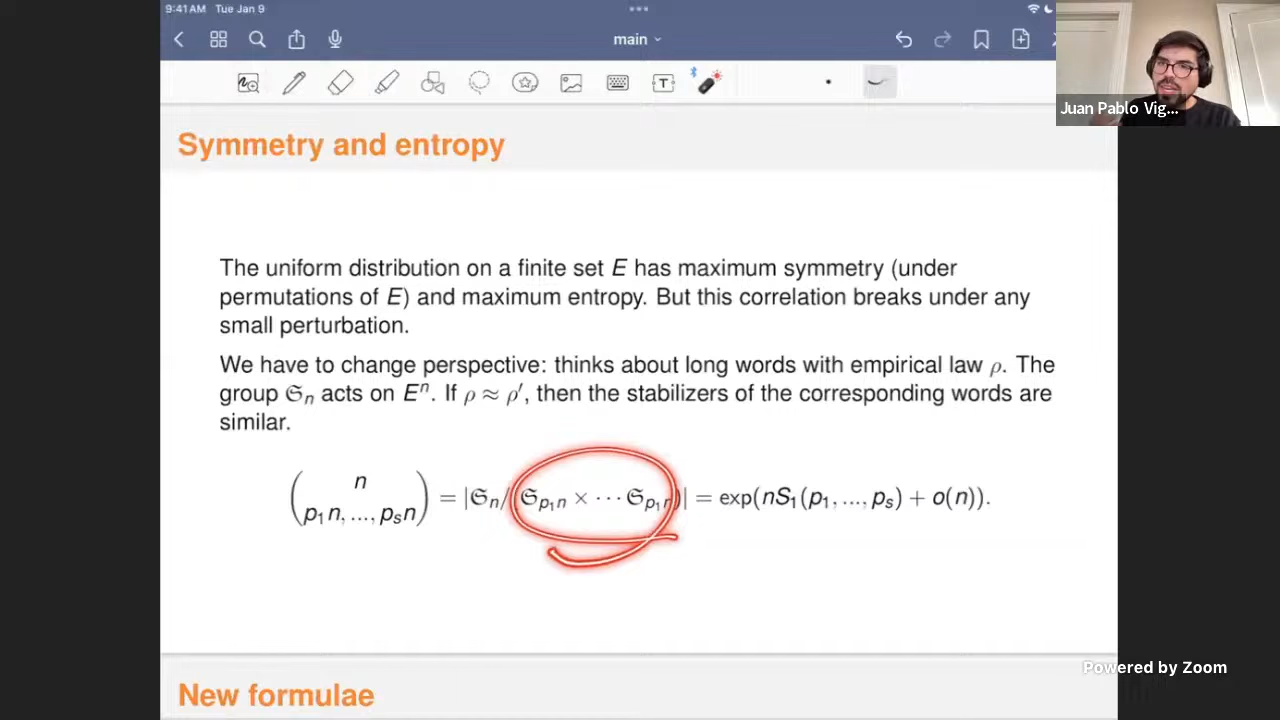 9:41 AM Tue Jan 9
main
T
Juan Pablo Vig...
Symmetry and entropy
The uniform distribution on a finite set E has maximum symmetry (under
permutations of E) and maximum entropy. But this correlation breaks under any
small perturbation.
We have to change perspective: thinks about long words with empirical law ρ. The
group 𝔖ₙ acts on Eⁿ. If ρ ≈ ρ′, then the stabilizers of the corresponding words are
similar.
(n p₁n, ..., pₛn) = |𝔖ₙ/(𝔖_{p₁n} × ⋯ 𝔖_{p₁n})| = exp(nS₁(p₁, ..., pₛ) + o(n)).
Powered by Zoom
New formulae